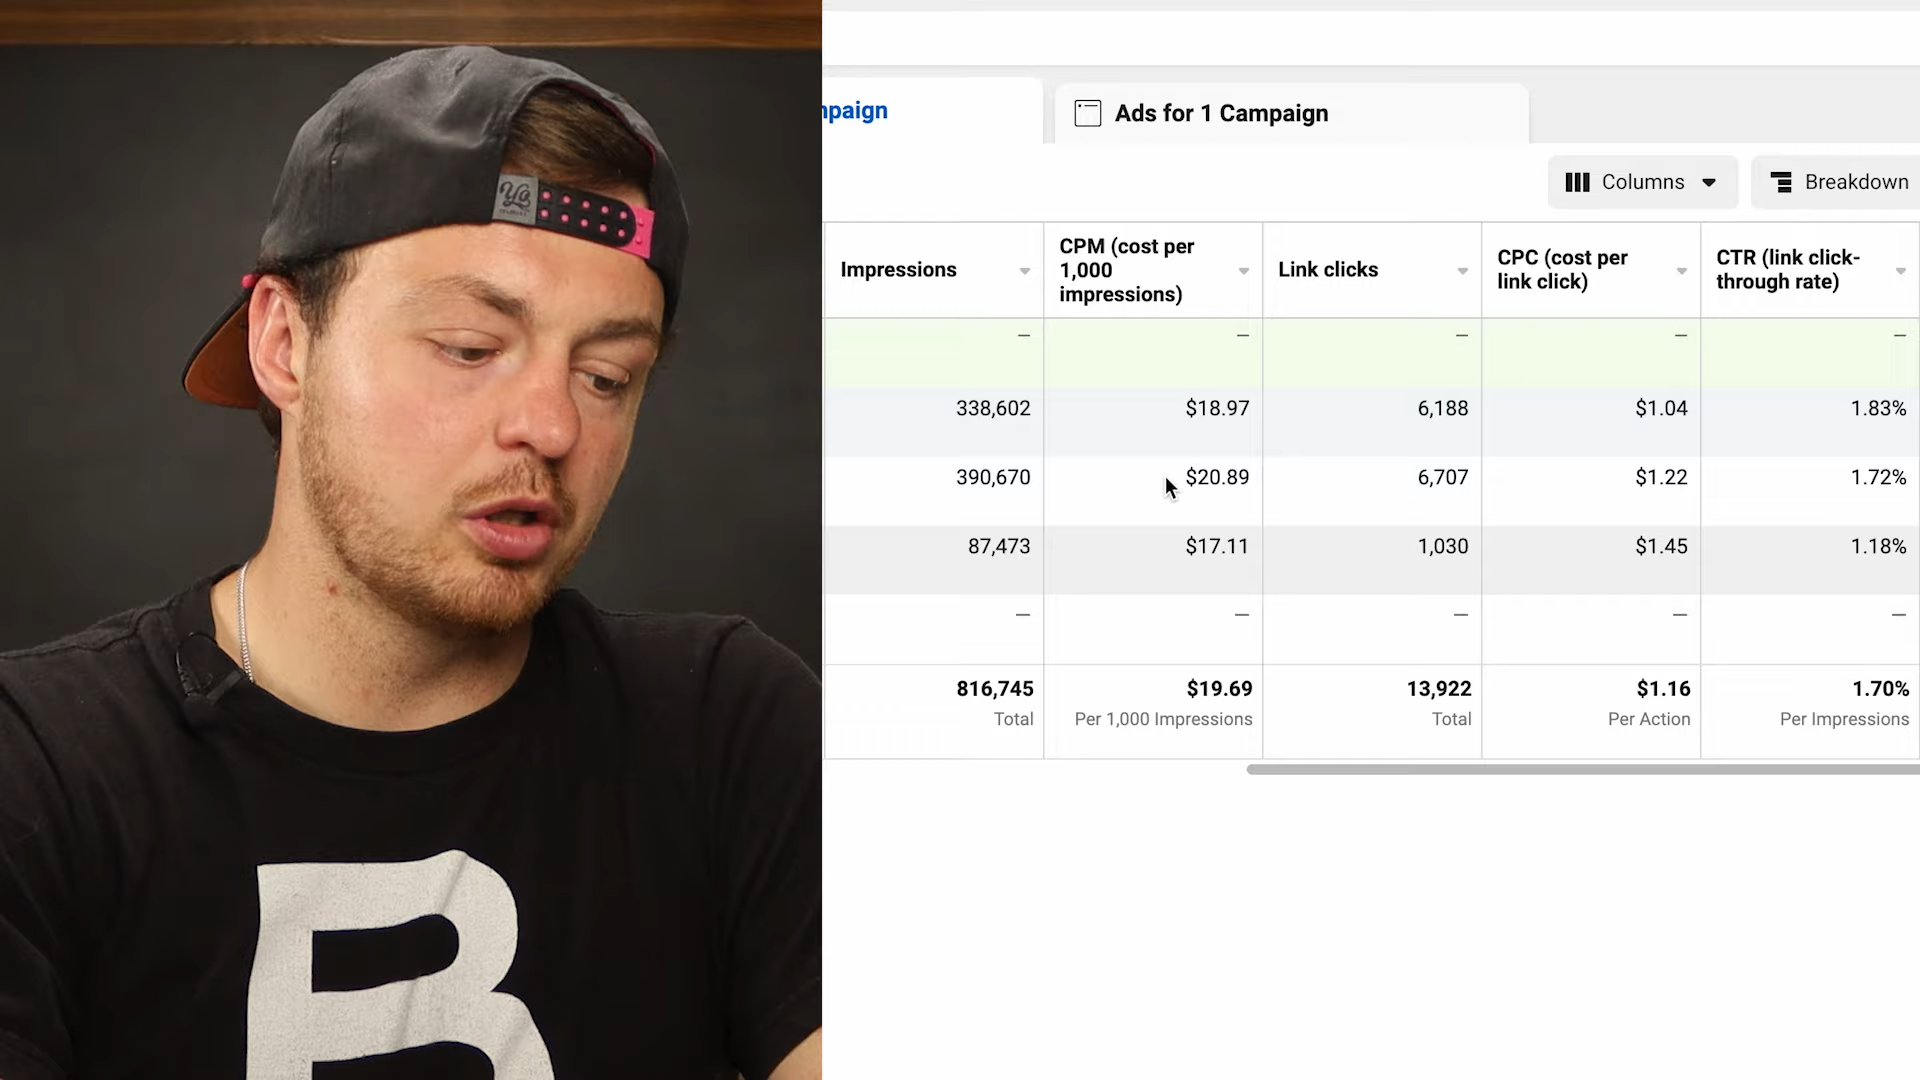 Yo
B
mpaign
Ads for 1 Campaign
Columns
Breakdown
Impressions
CPM (cost per
1,000
impressions)
Link clicks
CPC (cost per
link click)
CTR (link click-
through rate)
— — — — —
338,602 $18.97 6,188 $1.04 1.83%
390,670 $20.89 6,707 $1.22 1.72%
87,473 $17.11 1,030 $1.45 1.18%
— — — — —
816,745 $19.69 13,922 $1.16 1.70%
Total Per 1,000 Impressions Total Per Action Per Impressions